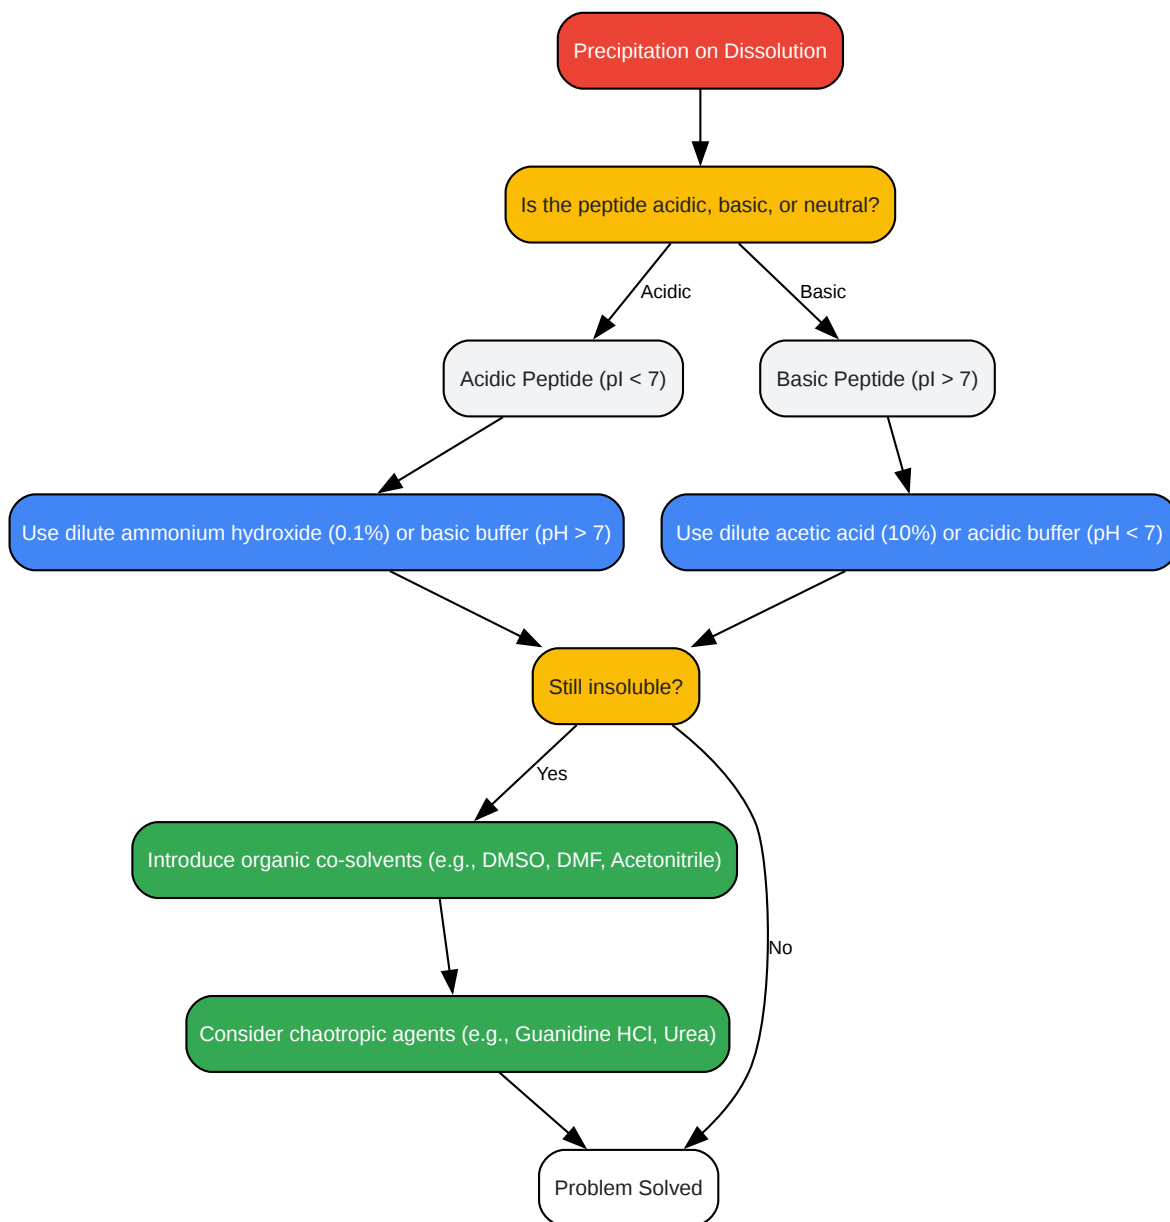 Precipitation on Dissolution
Is the peptide acidic, basic, or neutral?
Acidic
Basic
Acidic Peptide (pI < 7)
Basic Peptide (pI > 7)
Use dilute ammonium hydroxide (0.1%) or basic buffer (pH > 7)
Use dilute acetic acid (10%) or acidic buffer (pH < 7)
Still insoluble?
Yes
Introduce organic co-solvents (e.g., DMSO, DMF, Acetonitrile)
No
Consider chaotropic agents (e.g., Guanidine HCl, Urea)
Problem Solved